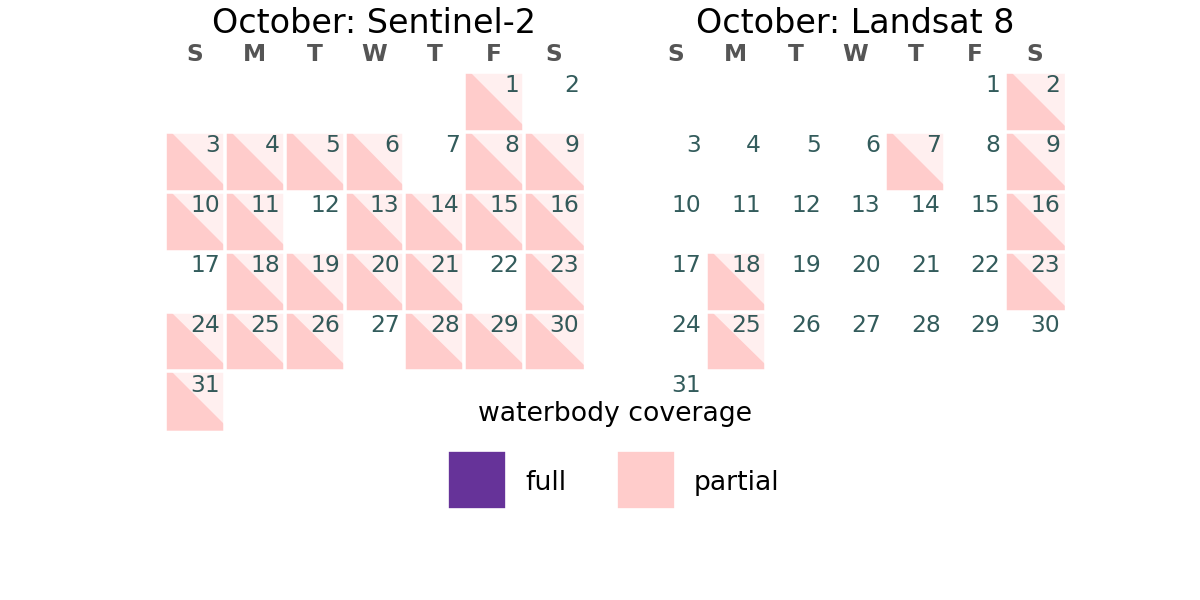 October: Sentinel-2
S M T W T F S
1 2
3 4 5 6 7 8 9
10 11 12 13 14 15 16
17 18 19 20 21 22 23
24 25 26 27 28 29 30
31
October: Landsat 8
S M T W T F S
1 2
3 4 5 6 7 8 9
10 11 12 13 14 15 16
17 18 19 20 21 22 23
24 25 26 27 28 29 30
31
waterbody coverage
full partial